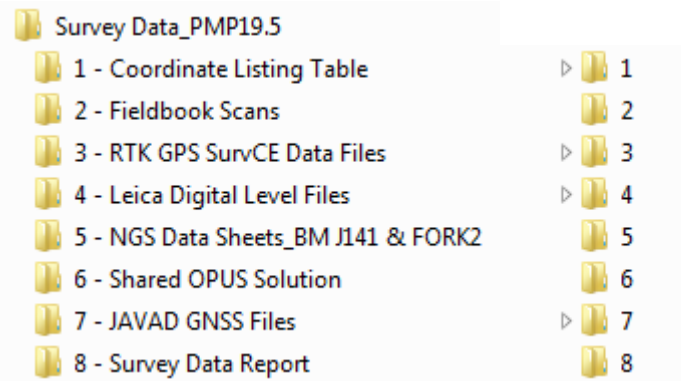 Survey Data_PMP19.5
1 - Coordinate Listing Table 1
2 - Fieldbook Scans 2
3 - RTK GPS SurvCE Data Files 3
4 - Leica Digital Level Files 4
5 - NGS Data Sheets_BM J141 & FORK2 5
6 - Shared OPUS Solution 6
7 - JAVAD GNSS Files 7
8 - Survey Data Report 8